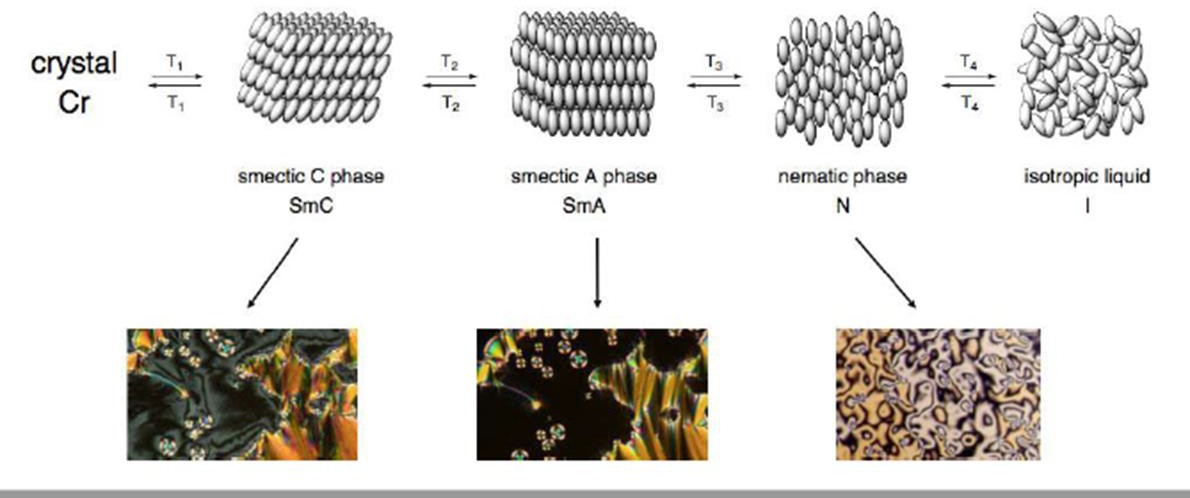 crystal
Cr
T1
T1
T2
T2
T3
T3
T4
T4
smectic C phase
SmC
smectic A phase
SmA
nematic phase
N
isotropic liquid
I